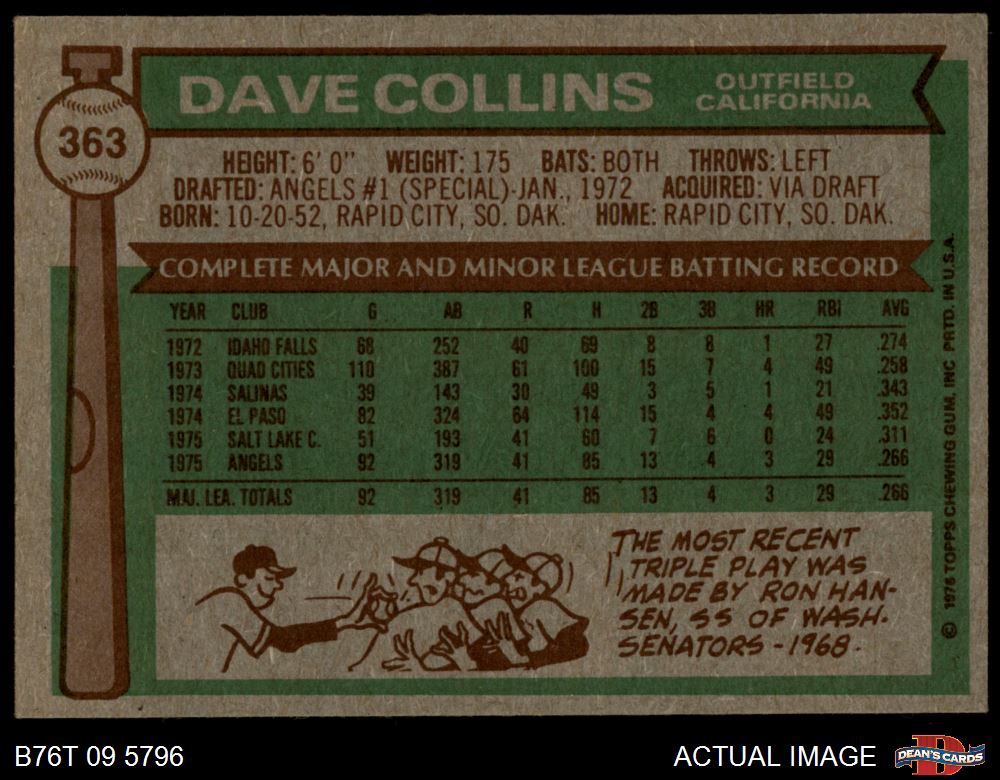 DAVE COLLINS
OUTFIELD
CALIFORNIA
363
HEIGHT: 6' 0" WEIGHT: 175 BATS: BOTH THROWS: LEFT
DRAFTED: ANGELS #1 (SPECIAL)-JAN., 1972 ACQUIRED: VIA DRAFT
BORN: 10-20-52, RAPID CITY, SO. DAK. HOME: RAPID CITY, SO. DAK.
COMPLETE MAJOR AND MINOR LEAGUE BATTING RECORD
YEAR CLUB G AB R H 2B 3B HR RBI AVG
1972 IDAHO FALLS 68 252 40 69 8 8 1 27 .274
1973 QUAD CITIES 110 387 61 100 15 7 4 49 .258
1974 SALINAS 39 143 30 49 3 5 1 21 .343
1974 EL PASO 82 324 64 114 15 4 4 49 .352
1975 SALT LAKE C. 51 193 41 60 7 6 0 24 .311
1975 ANGELS 92 319 41 85 13 4 3 29 .266
MAJ. LEA. TOTALS 92 319 41 85 13 4 3 29 .266
THE MOST RECENT
TRIPLE PLAY WAS
MADE BY RON HAN-
SEN, SS OF WASH.
SENATORS - 1968.
© 1976 TOPPS CHEWING GUM, INC PRTD. IN U.S.A.
B76T 09 5796
ACTUAL IMAGE
D
DEAN'S CARDS